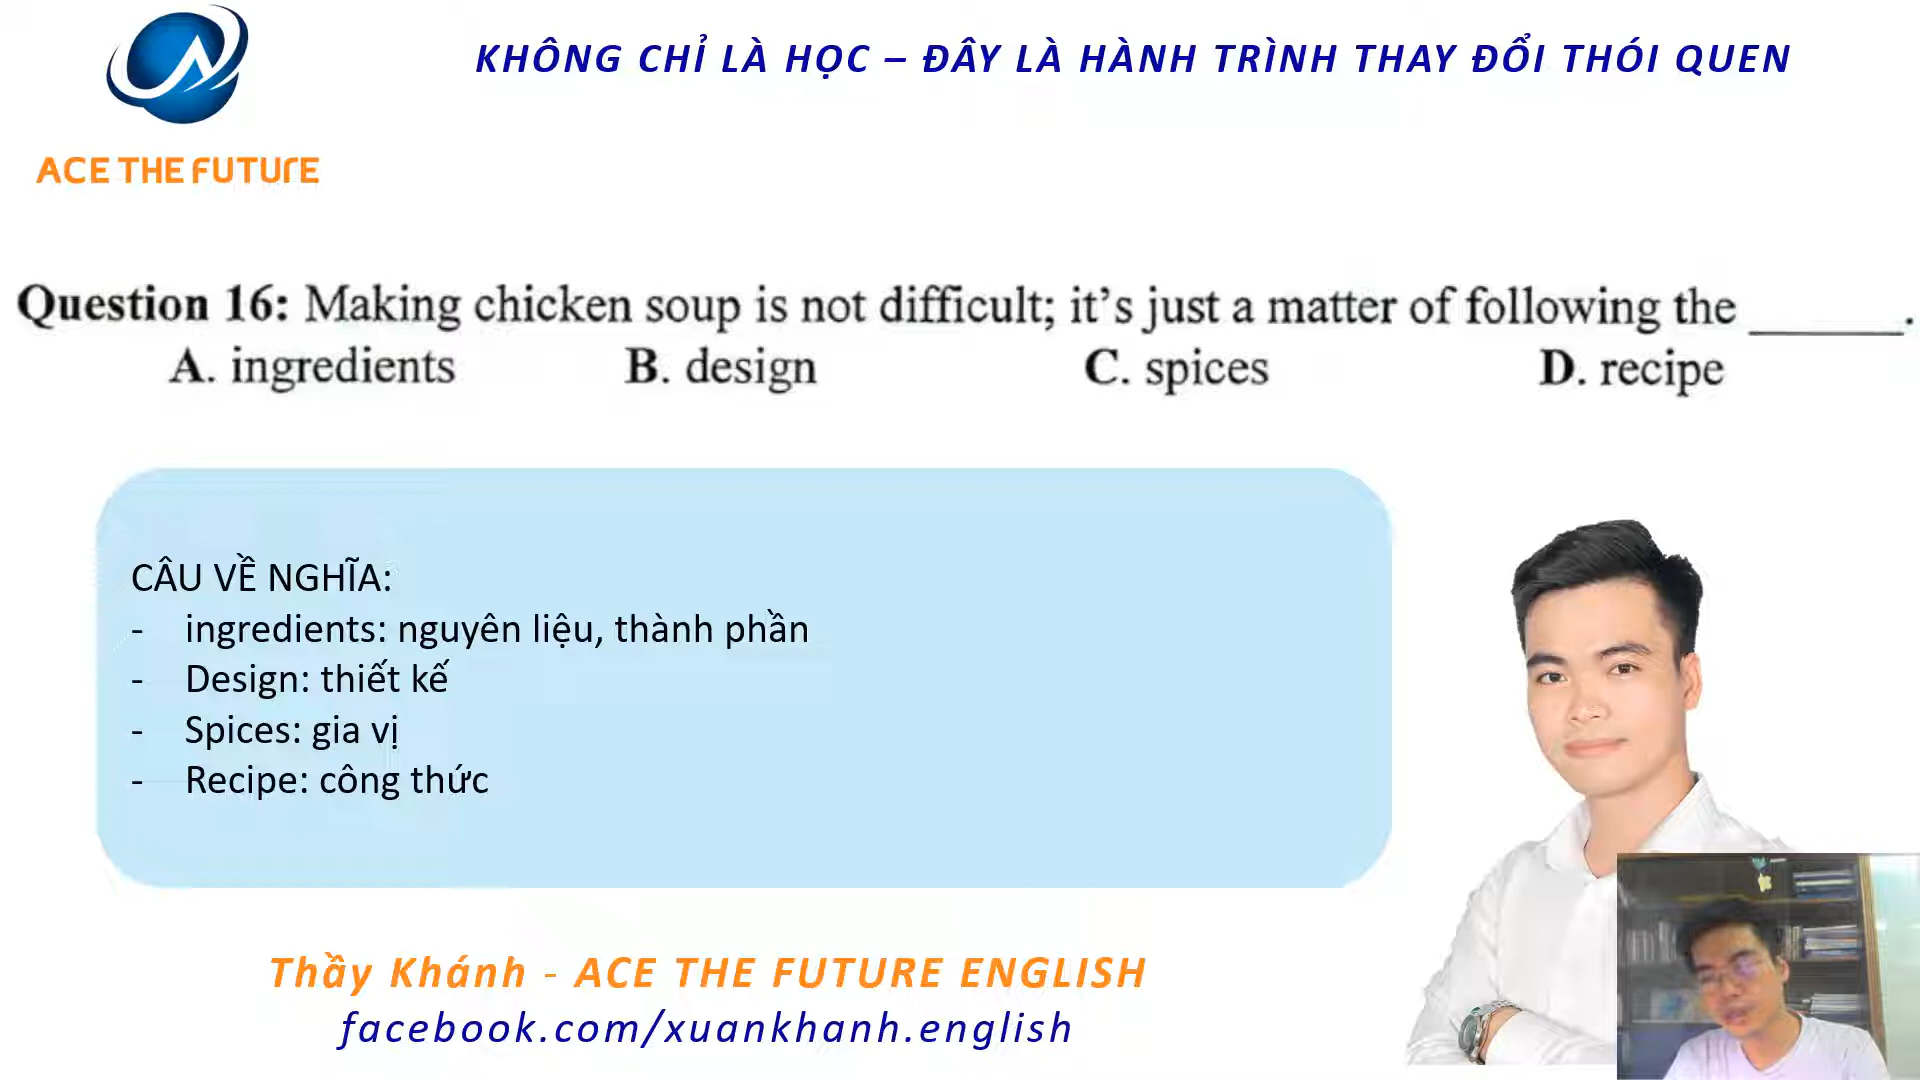 KHÔNG CHỈ LÀ HỌC – ĐÂY LÀ HÀNH TRÌNH THAY ĐỔI THÓI QUEN
ACE THE FUTURE
Question 16: Making chicken soup is not difficult; it’s just a matter of following the ________.
A. ingredients B. design C. spices D. recipe
CÂU VỀ NGHĨA:
- ingredients: nguyên liệu, thành phần
- Design: thiết kế
- Spices: gia vị
- Recipe: công thức
Thầy Khánh - ACE THE FUTURE ENGLISH
facebook.com/xuankhanh.english